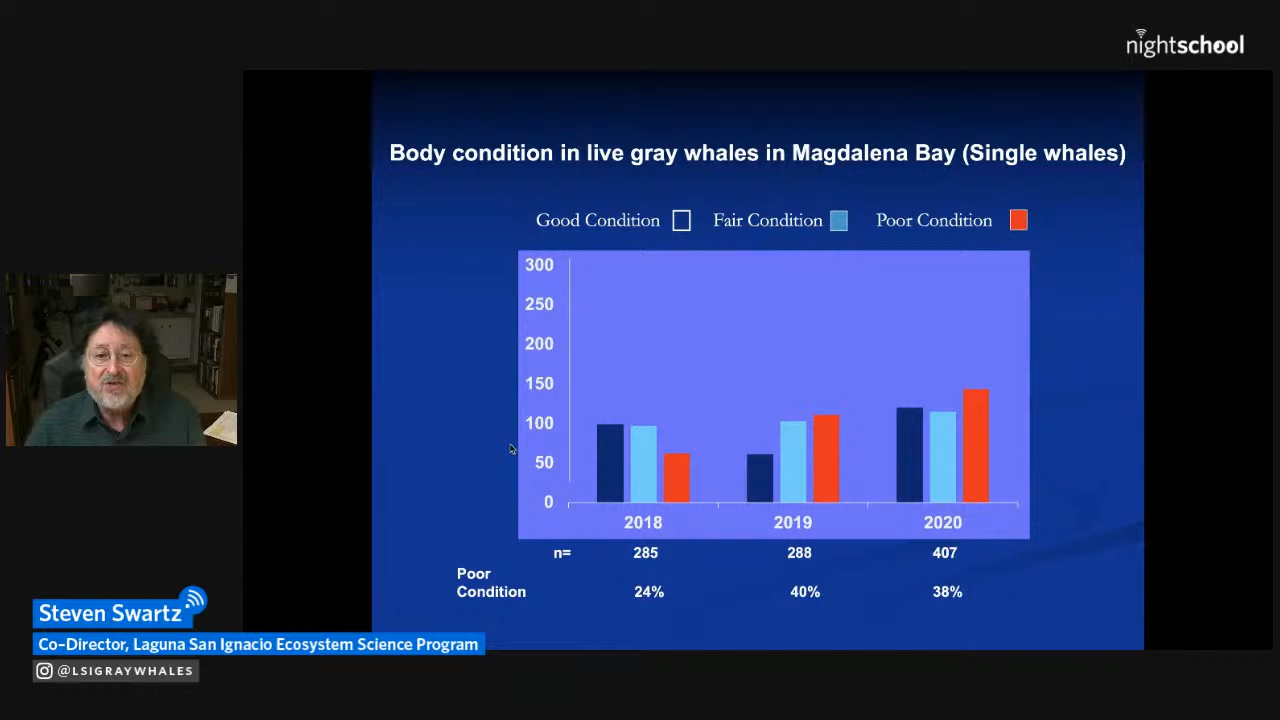 nightschool
Body condition in live gray whales in Magdalena Bay (Single whales)
Good Condition Fair Condition Poor Condition
300
250
200
150
100
50
0
2018 2019 2020
n= 285 288 407
Poor
Condition 24% 40% 38%
Steven Swartz
Co-Director, Laguna San Ignacio Ecosystem Science Program
@LSIGRAYWHALES